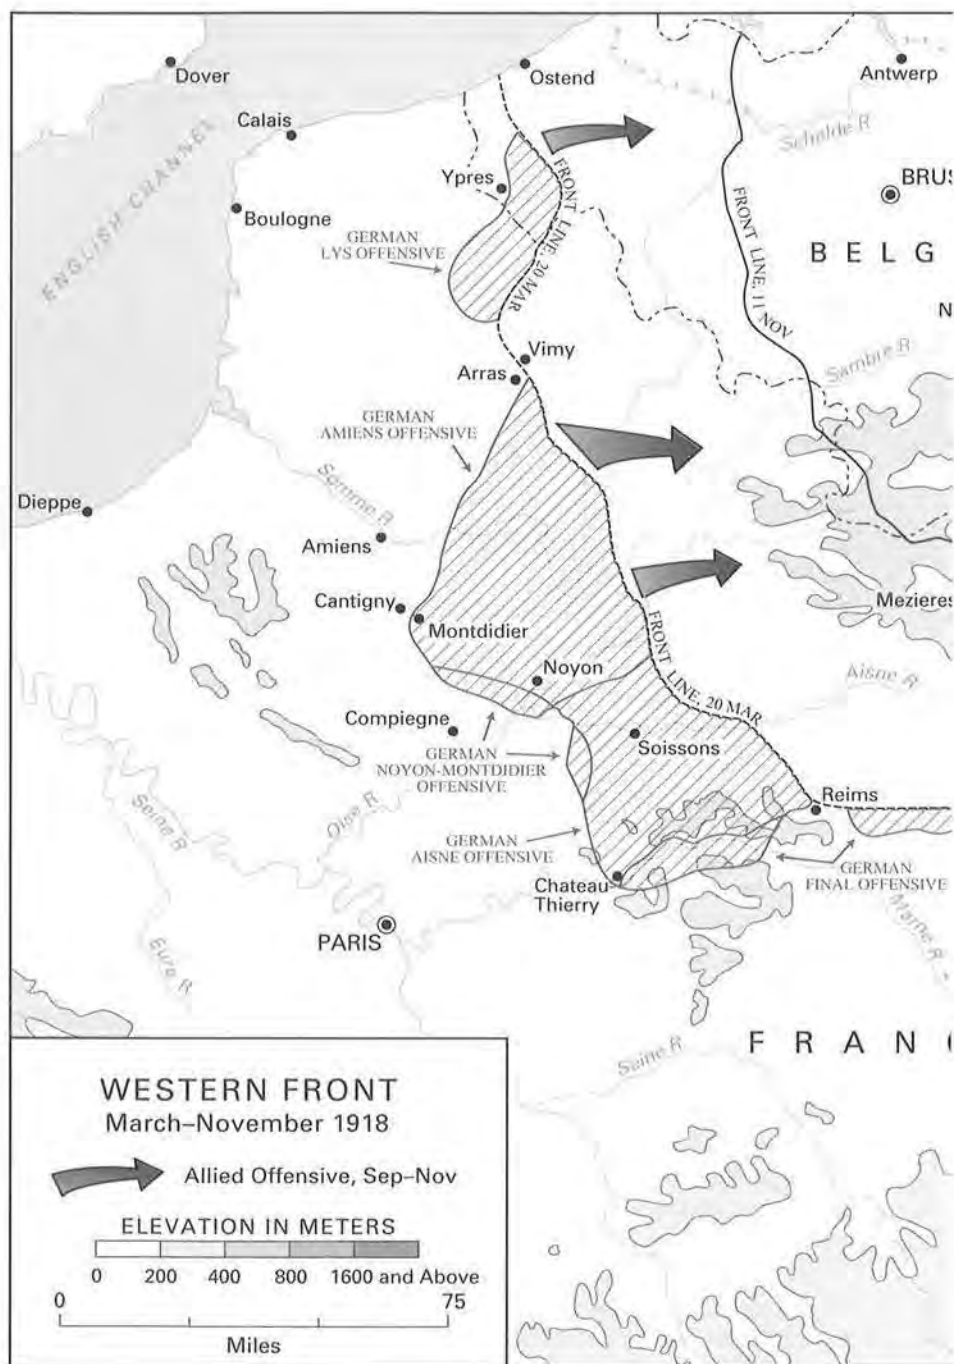 Dover
Ostend
Antwerp
Calais
Schelde R
ENGLISH CHANNEL
Ypres
FRONT LINE, 20 MAR
FRONT LINE, 11 NOV
BRUS
Boulogne
GERMAN
LYS OFFENSIVE
BELG
N
Vimy
Arras
Sambre R
GERMAN
AMIENS OFFENSIVE
Somme R
Dieppe
Amiens
Cantigny
Montdidier
Mezieres
FRONT LINE, 20 MAR
Noyon
Aisne R
Compiegne
Soissons
GERMAN
NOYON-MONTDIDIER
OFFENSIVE
Seine R
Oise R
Reims
GERMAN
AISNE OFFENSIVE
GERMAN
FINAL OFFENSIVE
Chateau-
Thierry
Marne R
PARIS
Eure R
FRANC
Seine R
WESTERN FRONT
March–November 1918
Allied Offensive, Sep–Nov
ELEVATION IN METERS
0 200 400 800 1600 and Above
0 75
Miles